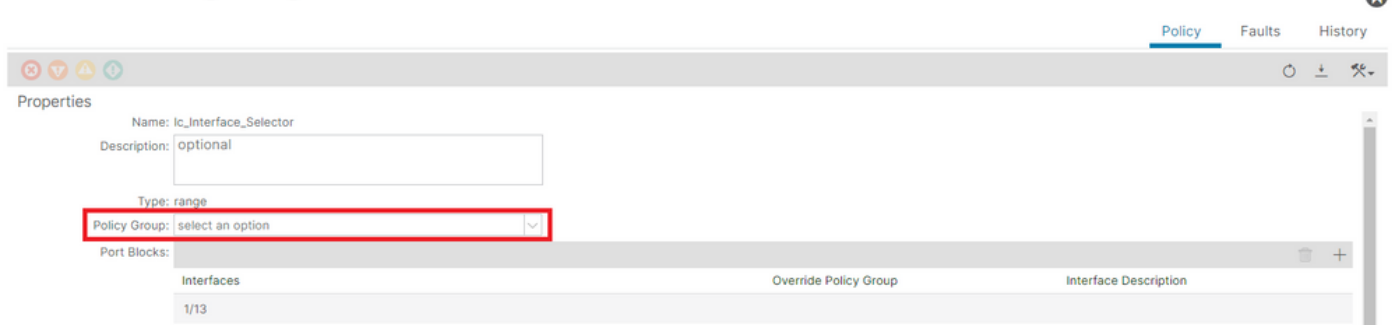 Policy Faults History
Properties
Name: lc_Interface_Selector
Description: optional
Type: range
Policy Group: select an option
Port Blocks:
Interfaces Override Policy Group Interface Description
1/13